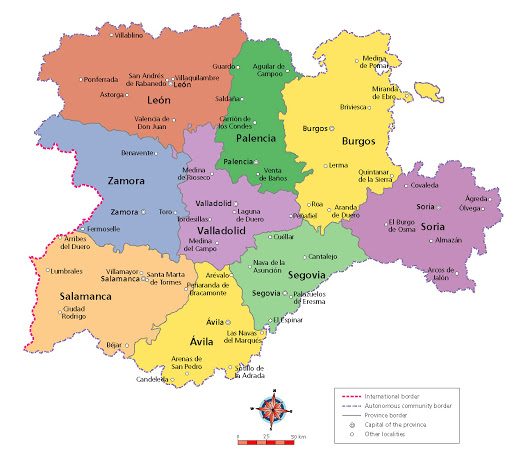 Villablino
Guardo
Aguilar de
Campoo
Medina
de Pomar
Ponferrada
San Andrés
de Rabanedo
Villaquilambre
León
Astorga
León
Saldaña
Miranda
de Ebro
Briviesca
Valencia de
Don Juan
Carrión de
los Condes
Palencia
Burgos
Burgos
Benavente
Palencia
Venta
de Baños
Lerma
Quintanar
de la Sierra
Zamora
Medina
de Rioseco
Covaleda
Zamora
Toro
Tordesillas
Valladolid
Laguna
de Duero
Valladolid
Peñafiel
Roa
Aranda
de Duero
Soria
Ágreda
Ólvega
El Burgo
de Osma
Soria
Almazán
Fermoselle
Arribes
del Duero
Medina
del Campo
Cuéllar
Cantalejo
Arcos de
Jalón
Lumbrales
Villamayor
Salamanca
Santa Marta
de Tormes
Arévalo
Nava de la
Asunción
Segovia
Salamanca
Peñaranda de
Bracamonte
Segovia
Palazuelos
de Eresma
Ciudad
Rodrigo
Ávila
El Espinar
Béjar
Ávila
Las Navas
del Marqués
Arenas de
San Pedro
Candeleda
Sotillo de
la Adrada
International border
Autonomous community border
Province border
Capital of the province
Other localities
0 25 50 km